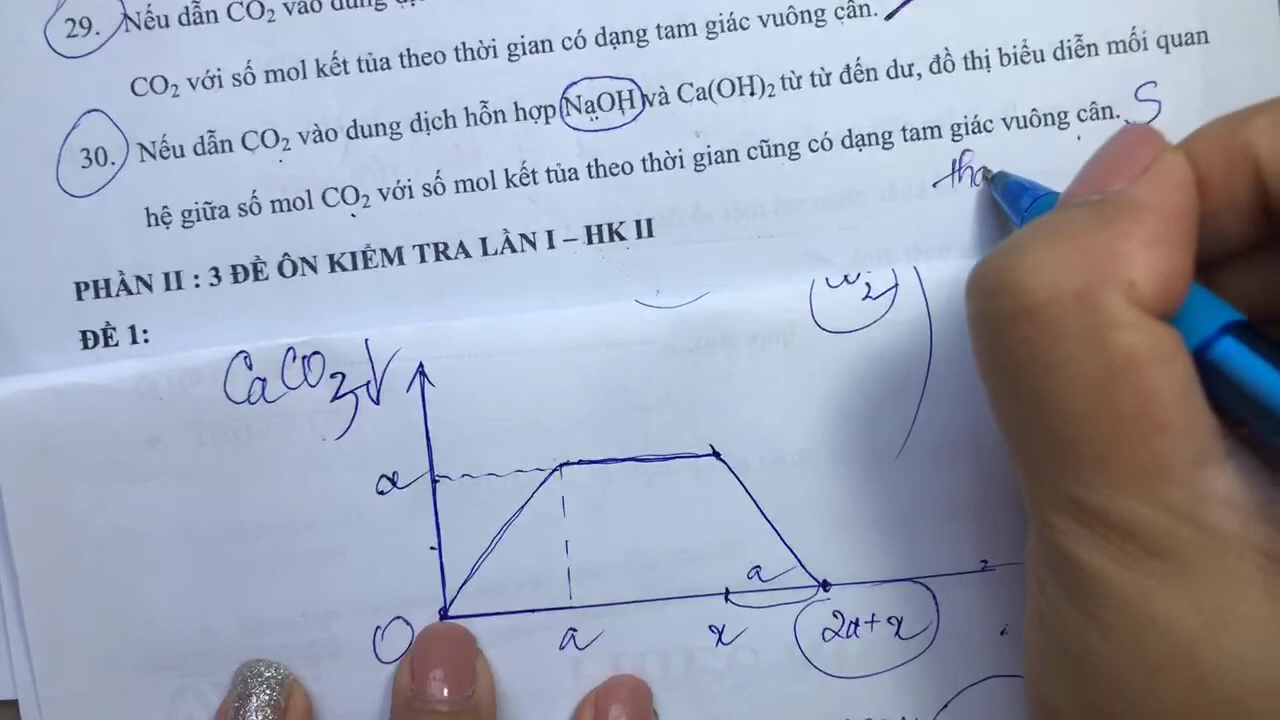 29. Nếu dẫn CO₂ vào dung
CO₂ với số mol kết tủa theo thời gian có dạng tam giác vuông cân.
30. Nếu dẫn CO₂ vào dung dịch hỗn hợp NaOH và Ca(OH)₂ từ từ đến dư, đồ thị biểu diễn mối quan
hệ giữa số mol CO₂ với số mol kết tủa theo thời gian cũng có dạng tam giác vuông cân. S
tha
PHẦN II : 3 ĐỀ ÔN KIỂM TRA LẦN I – HK II
ĐỀ 1:
CaCO₃↓
a
a
O
a
x
2a+x